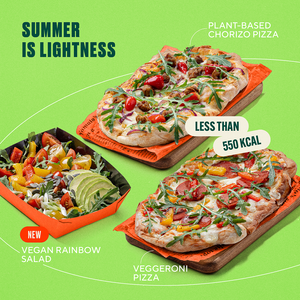 SUMMER
IS LIGHTNESS
PLANT-BASED
CHORIZO PIZZA
LESS THAN
550 KCAL
NEW
VEGAN RAINBOW
SALAD
VEGGERONI
PIZZA